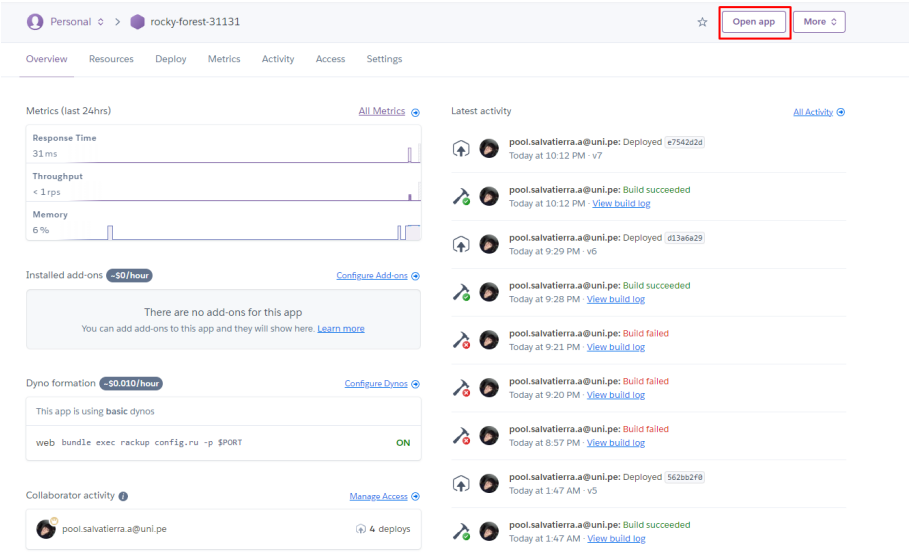 Personal > rocky-forest-31131
Open app
More
Overview Resources Deploy Metrics Activity Access Settings
Metrics (last 24hrs)
All Metrics
Response Time
31 ms
Throughput
< 1 rps
Memory
6 %
Installed add-ons ~$0/hour
Configure Add-ons
There are no add-ons for this app
You can add add-ons to this app and they will show here. Learn more
Dyno formation ~$0.010/hour
Configure Dynos
This app is using basic dynos
web bundle exec rackup config.ru -p $PORT ON
Collaborator activity
Manage Access
pool.salvatierra.a@uni.pe 4 deploys
Latest activity
All Activity
pool.salvatierra.a@uni.pe: Deployed e7542d2d
Today at 10:12 PM · v7
pool.salvatierra.a@uni.pe: Build succeeded
Today at 10:12 PM · View build log
pool.salvatierra.a@uni.pe: Deployed d13a6a29
Today at 9:29 PM · v6
pool.salvatierra.a@uni.pe: Build succeeded
Today at 9:28 PM · View build log
pool.salvatierra.a@uni.pe: Build failed
Today at 9:21 PM · View build log
pool.salvatierra.a@uni.pe: Build failed
Today at 9:20 PM · View build log
pool.salvatierra.a@uni.pe: Build failed
Today at 8:57 PM · View build log
pool.salvatierra.a@uni.pe: Deployed 562bb2f0
Today at 1:47 AM · v5
pool.salvatierra.a@uni.pe: Build succeeded
Today at 1:47 AM · View build log